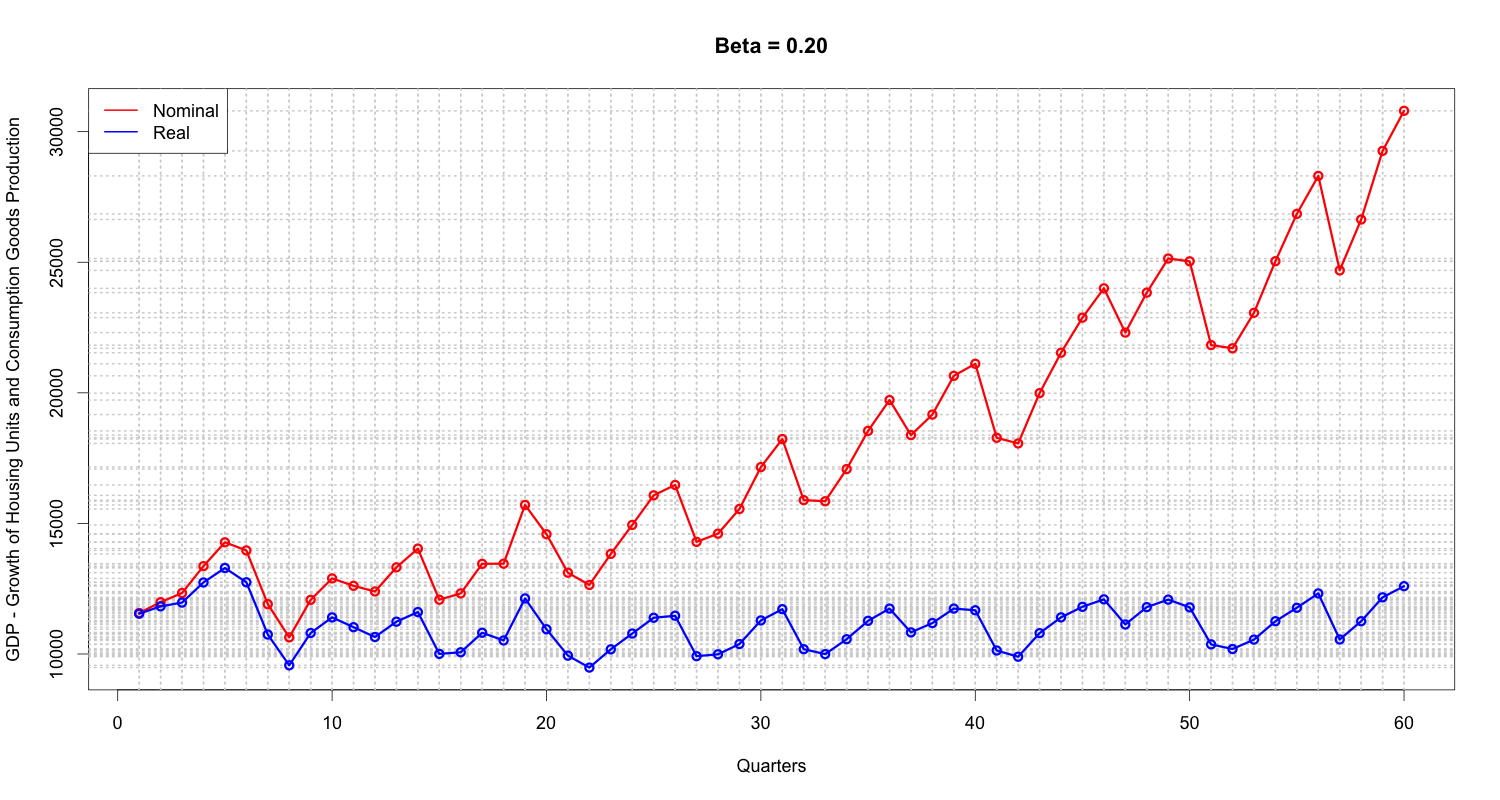 Beta = 0.20
Nominal
Real
GDP - Growth of Housing Units and Consumption Goods Production
30000
25000
20000
15000
10000
0 10 20 30 40 50 60
Quarters